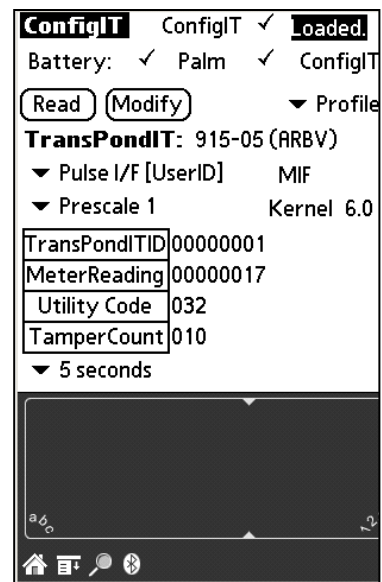 ConfigIT ConfigIT ✓ Loaded.
Battery: ✓ Palm ✓ ConfigIT
Read Modify ▼ Profile
TransPondIT: 915-05 (ARBV)
▼ Pulse I/F [UserID] MIF
▼ Prescale 1 Kernel 6.0
TransPondITID 00000001
MeterReading 00000017
Utility Code 032
TamperCount 010
▼ 5 seconds
abc 12